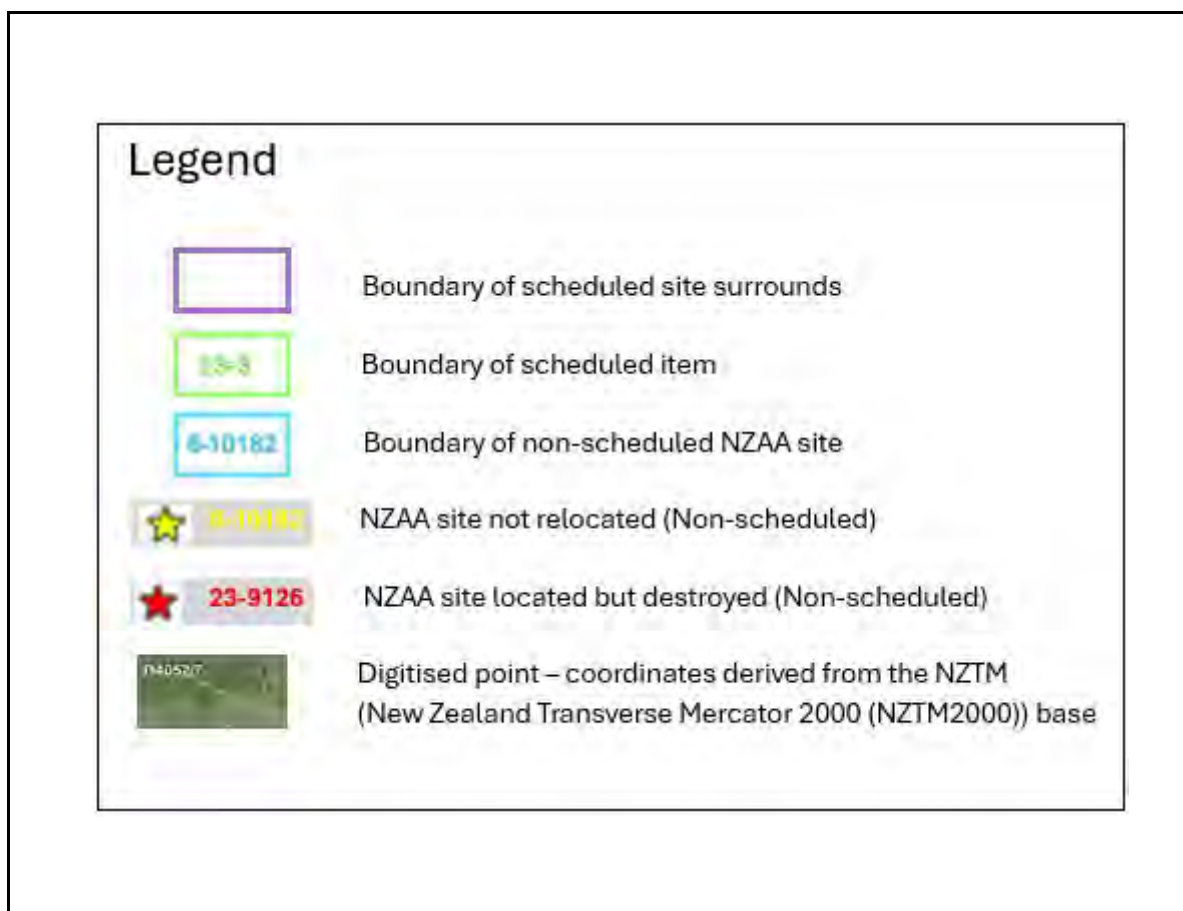 Legend
Boundary of scheduled site surrounds
23-3
Boundary of scheduled item
6-10182
Boundary of non-scheduled NZAA site
NZAA site not relocated (Non-scheduled)
23-9126
NZAA site located but destroyed (Non-scheduled)
Digitised point – coordinates derived from the NZTM
(New Zealand Transverse Mercator 2000 (NZTM2000)) base